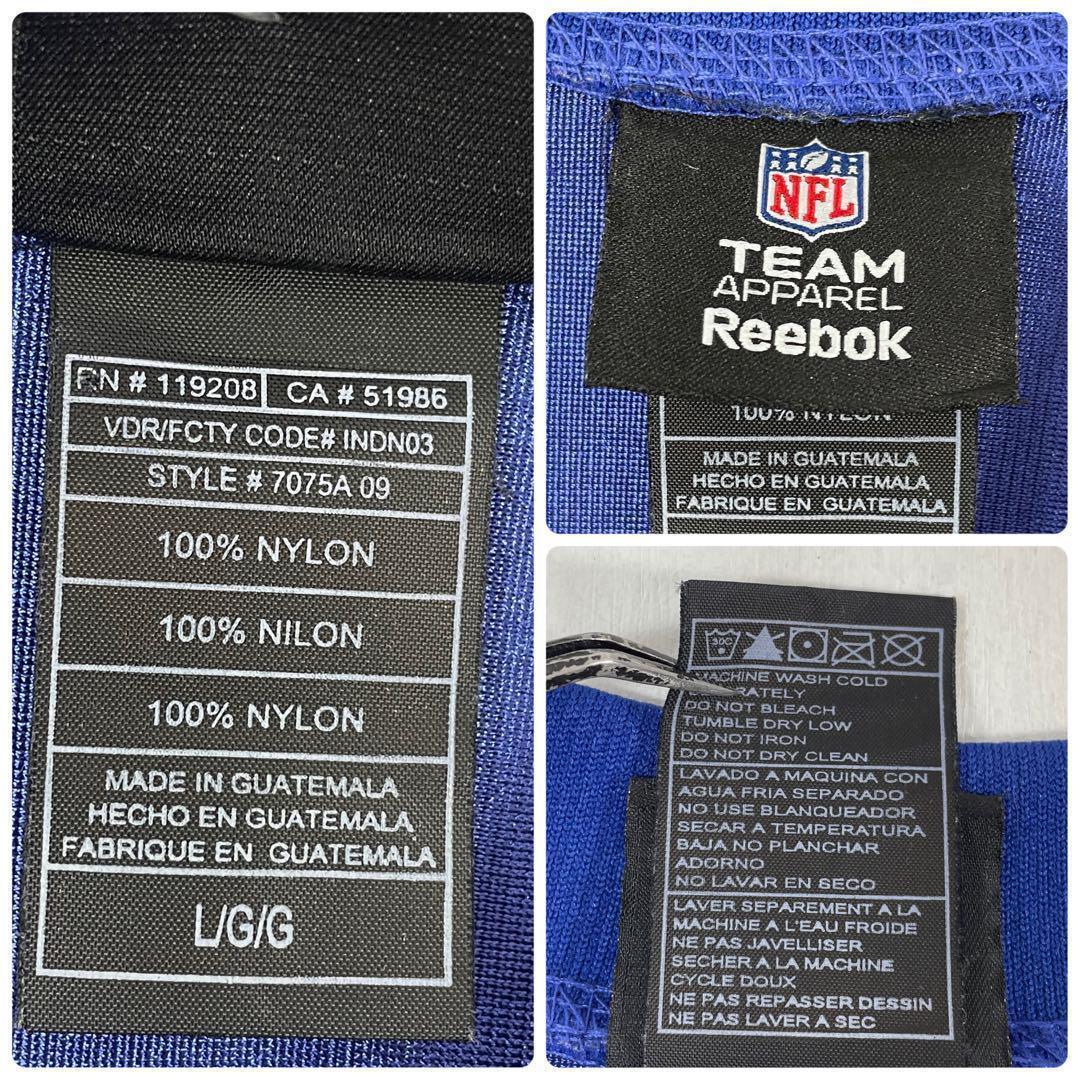 RN # 119208 CA # 51986
VDR/FCTY CODE# INDN03
STYLE # 7075A 09
100% NYLON
100% NILON
100% NYLON
MADE IN GUATEMALA
HECHO EN GUATEMALA
FABRIQUE EN GUATEMALA
L/G/G
NFL
TEAM
APPAREL
Reebok
100% NYLON
MADE IN GUATEMALA
HECHO EN GUATEMALA
FABRIQUE EN GUATEMALA
MACHINE WASH COLD
DO NOT BLEACH
TUMBLE DRY LOW
DO NOT IRON
DO NOT DRY CLEAN
LAVADO A MAQUINA CON
AGUA FRIA SEPARADO
NO USE BLANQUEADOR
SECAR A TEMPERATURA
BAJA NO PLANCHAR
ADORNO
NO LAVAR EN SECO
LAVER SEPAREMENT A LA
MACHINE A L'EAU FROIDE
NE PAS JAVELLISER
SECHER A LA MACHINE
CYCLE DOUX
NE PAS REPASSER DESSIN
NE PAS LAVER A SEC